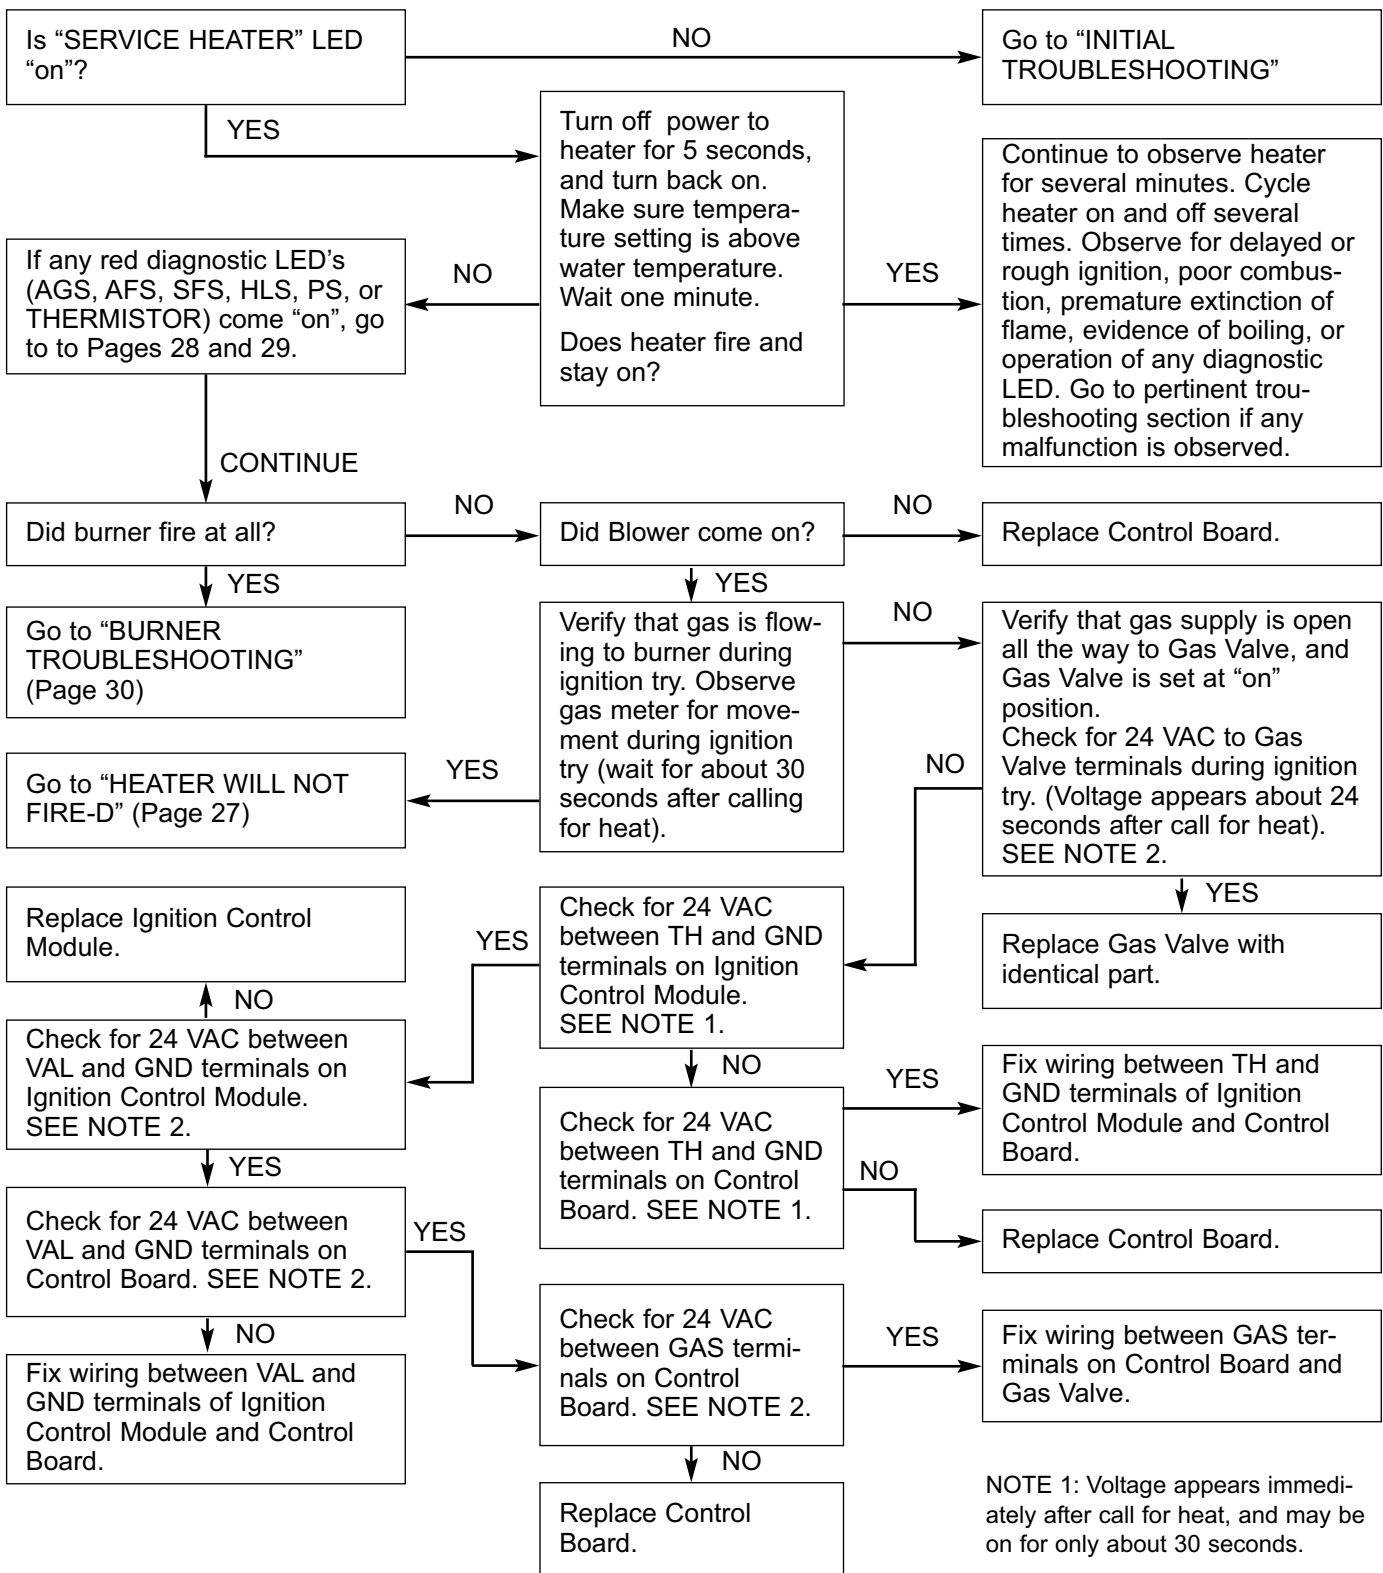 Is “SERVICE HEATER” LED
“on”?
NO
Go to “INITIAL
TROUBLESHOOTING”
YES
Turn off  power to
heater for 5 seconds,
and turn back on.
Make sure tempera-
ture setting is above
water temperature.
Wait one minute.
Does heater fire and
stay on?
YES
Continue to observe heater
for several minutes. Cycle
heater on and off several
times. Observe for delayed or
rough ignition, poor combus-
tion, premature extinction of
flame, evidence of boiling, or
operation of any diagnostic
LED. Go to pertinent trou-
bleshooting section if any
malfunction is observed.
NO
If any red diagnostic LED’s
(AGS, AFS, SFS, HLS, PS, or
THERMISTOR) come “on”, go
to to Pages 28 and 29.
CONTINUE
Did burner fire at all?
NO
Did Blower come on?
NO
Replace Control Board.
YES
Go to “BURNER
TROUBLESHOOTING”
(Page 30)
YES
Verify that gas is flow-
ing to burner during
ignition try. Observe
gas meter for move-
ment during ignition
try (wait for about 30
seconds after calling
for heat).
NO
Verify that gas supply is open
all the way to Gas Valve, and
Gas Valve is set at “on”
position.
Check for 24 VAC to Gas
Valve terminals during ignition
try. (Voltage appears about 24
seconds after call for heat).
SEE NOTE 2.
YES
Go to “HEATER WILL NOT
FIRE-D” (Page 27)
NO
YES
Replace Gas Valve with
identical part.
Check for 24 VAC
between TH and GND
terminals on Ignition
Control Module.
SEE NOTE 1.
YES
Replace Ignition Control
Module.
NO
Check for 24 VAC between
VAL and GND terminals on
Ignition Control Module.
SEE NOTE 2.
NO
Check for 24 VAC
between TH and GND
terminals on Control
Board. SEE NOTE 1.
YES
Fix wiring between TH and
GND terminals of Ignition
Control Module and Control
Board.
NO
Replace Control Board.
YES
Check for 24 VAC between
VAL and GND terminals on
Control Board. SEE NOTE 2.
YES
Check for 24 VAC
between GAS termi-
nals on Control
Board. SEE NOTE 2.
YES
Fix wiring between GAS ter-
minals on Control Board and
Gas Valve.
NO
Fix wiring between VAL and
GND terminals of Ignition
Control Module and Control
Board.
NO
Replace Control
Board.
NOTE 1: Voltage appears immedi-
ately after call for heat, and may be
on for only about 30 seconds.